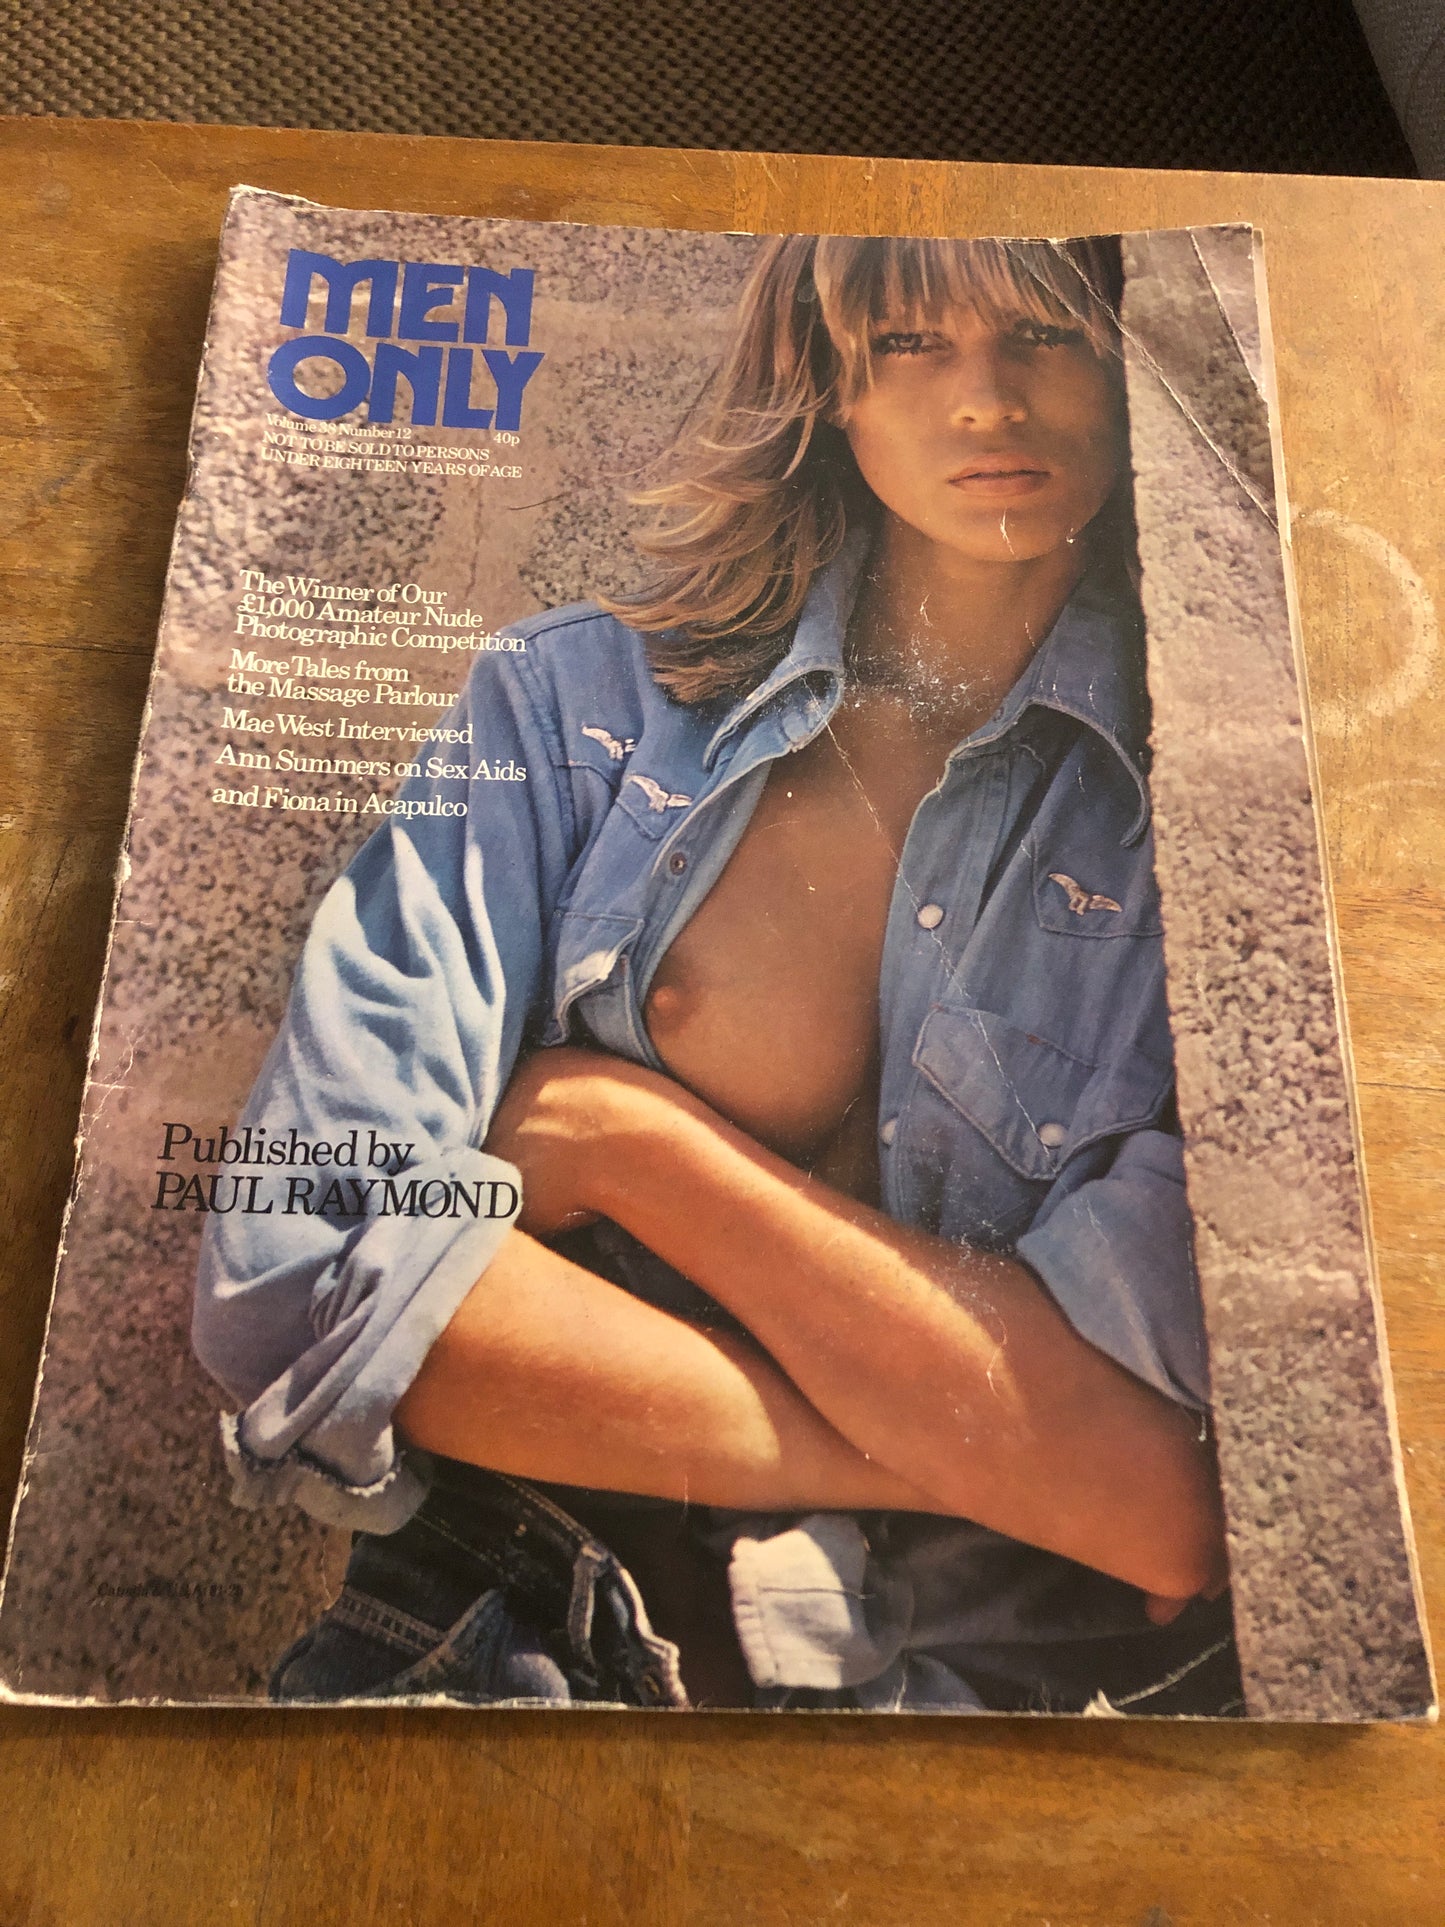 MEN
ONLY
Volume 38 Number 12
40p
NOT TO BE SOLD TO PERSONS
UNDER EIGHTEEN YEARS OF AGE
The Winner of Our
£1,000 Amateur Nude
Photographic Competition
More Tales from
the Massage Parlour
Mae West Interviewed
Ann Summers on Sex Aids
and Fiona in Acapulco
Published by
PAUL RAYMOND